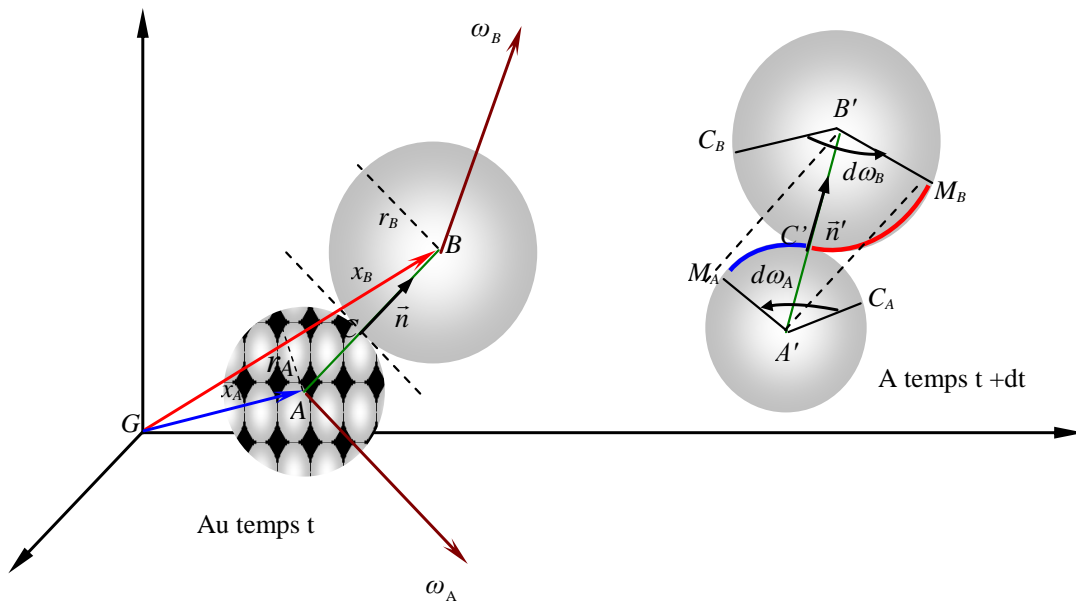 ω_B
r_B
B
x_B
C
n⃗
r_A
x_A
A
G
Au temps t
ω_A
B'
C_B
dω_B
M_B
C'
n⃗'
M_A
dω_A
C_A
A'
A temps t +dt